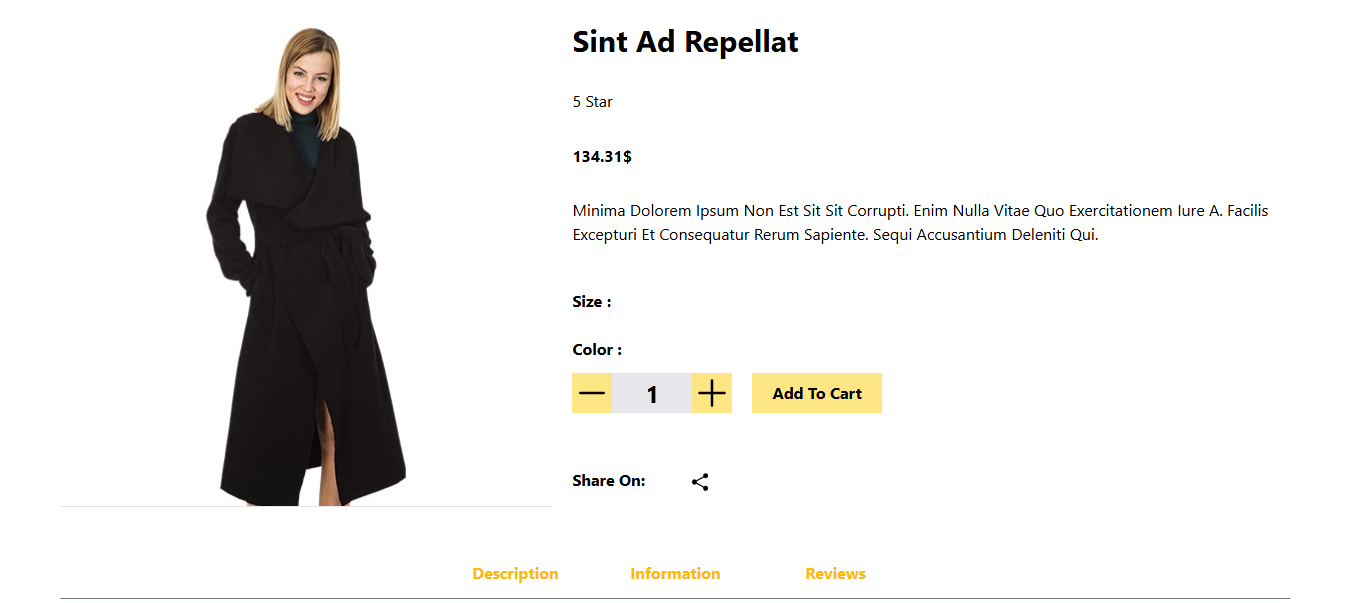 Sint Ad Repellat
5 Star
134.31$
Minima Dolorem Ipsum Non Est Sit Sit Corrupti. Enim Nulla Vitae Quo Exercitationem Iure A. Facilis
Excepturi Et Consequatur Rerum Sapiente. Sequi Accusantium Deleniti Qui.
Size :
Color :
1 Add To Cart
Share On:
Description Information Reviews